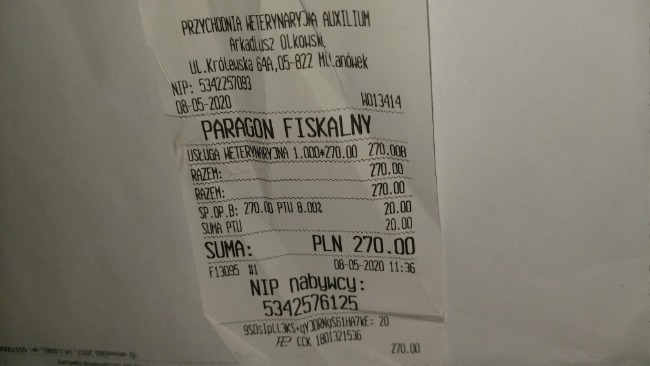 PRZYCHODNIA WETERYNARYJNA AUXILIUM
Arkadiusz OLKOWSKI
UL.Królewska 64A,05-822 Milanówek
NIP: 5342257093
08-05-2020 W013414
PARAGON FISKALNY
USŁUGA WETERYNARYJNA 1.000*270.00 270.00B
RAZEM: 270.00
RAZEM: 270.00
SP.OP.B: 270.00 PTU 8.00% 20.00
SUMA PTU 20.00
SUMA: PLN 270.00
F13095 #1 08-05-2020 11:36
NIP nabywcy:
5342576125
20
CCK 1801321536
270.00